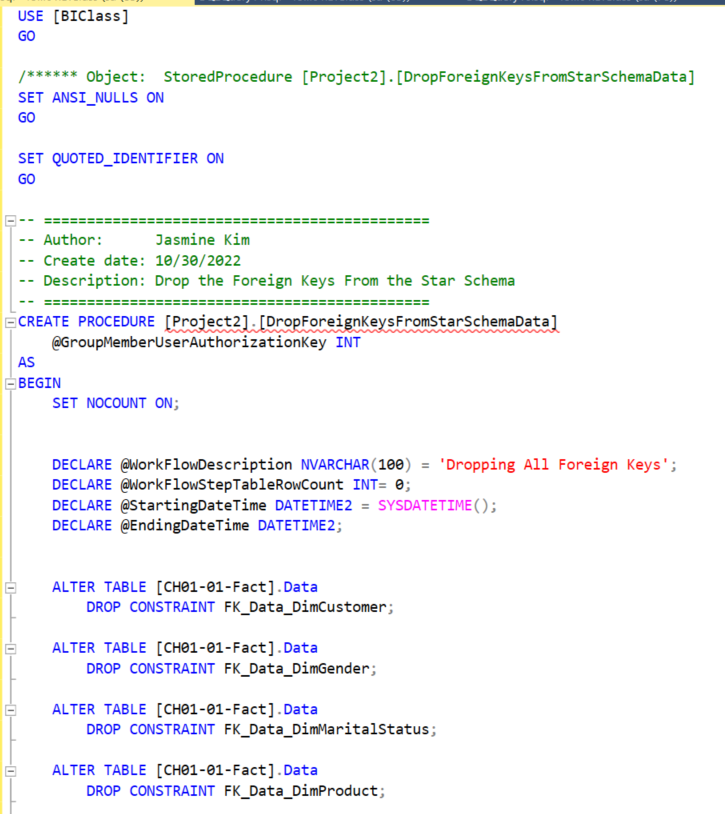 USE [BIClass]
GO
/****** Object:  StoredProcedure [Project2].[DropForeignKeysFromStarSchemaData]
SET ANSI_NULLS ON
GO
SET QUOTED_IDENTIFIER ON
GO
-- =============================================
-- Author:      Jasmine Kim
-- Create date: 10/30/2022
-- Description: Drop the Foreign Keys From the Star Schema
-- =============================================
CREATE PROCEDURE [Project2].[DropForeignKeysFromStarSchemaData]
    @GroupMemberUserAuthorizationKey INT
AS
BEGIN
    SET NOCOUNT ON;
    DECLARE @WorkFlowDescription NVARCHAR(100) = 'Dropping All Foreign Keys';
    DECLARE @WorkFlowStepTableRowCount INT= 0;
    DECLARE @StartingDateTime DATETIME2 = SYSDATETIME();
    DECLARE @EndingDateTime DATETIME2;
    ALTER TABLE [CH01-01-Fact].Data
        DROP CONSTRAINT FK_Data_DimCustomer;
    ALTER TABLE [CH01-01-Fact].Data
        DROP CONSTRAINT FK_Data_DimGender;
    ALTER TABLE [CH01-01-Fact].Data
        DROP CONSTRAINT FK_Data_DimMaritalStatus;
    ALTER TABLE [CH01-01-Fact].Data
        DROP CONSTRAINT FK_Data_DimProduct;